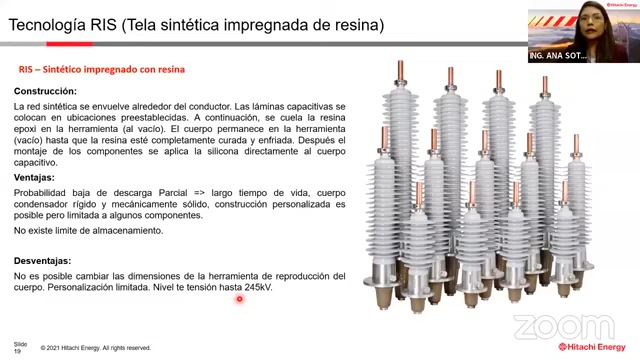 Tecnología RIS (Tela sintética impregnada de resina)
Hitachi Energy
ING. ANA SOT...
RIS – Sintético impregnado con resina
Construcción:
La red sintética se envuelve alrededor del conductor. Las láminas capacitivas se
colocan en ubicaciones preestablecidas. A continuación, se cuela la resina
epoxi en la herramienta (al vacío). El cuerpo permanece en la herramienta
(vacío) hasta que la resina esté completamente curada y enfriada. Después del
montaje de los componentes se aplica la silicona directamente al cuerpo
capacitivo.
Ventajas:
Probabilidad baja de descarga Parcial => largo tiempo de vida, cuerpo
condensador rígido y mecánicamente sólido, construcción personalizada es
posible pero limitada a algunos componentes.
No existe limite de almacenamiento.
Desventajas:
No es posible cambiar las dimensiones de la herramienta de reproducción del
cuerpo. Personalización limitada. Nivel te tensión hasta 245kV.
zoom
Slide
19
© 2021 Hitachi Energy. All rights reserved.
Hitachi Energy